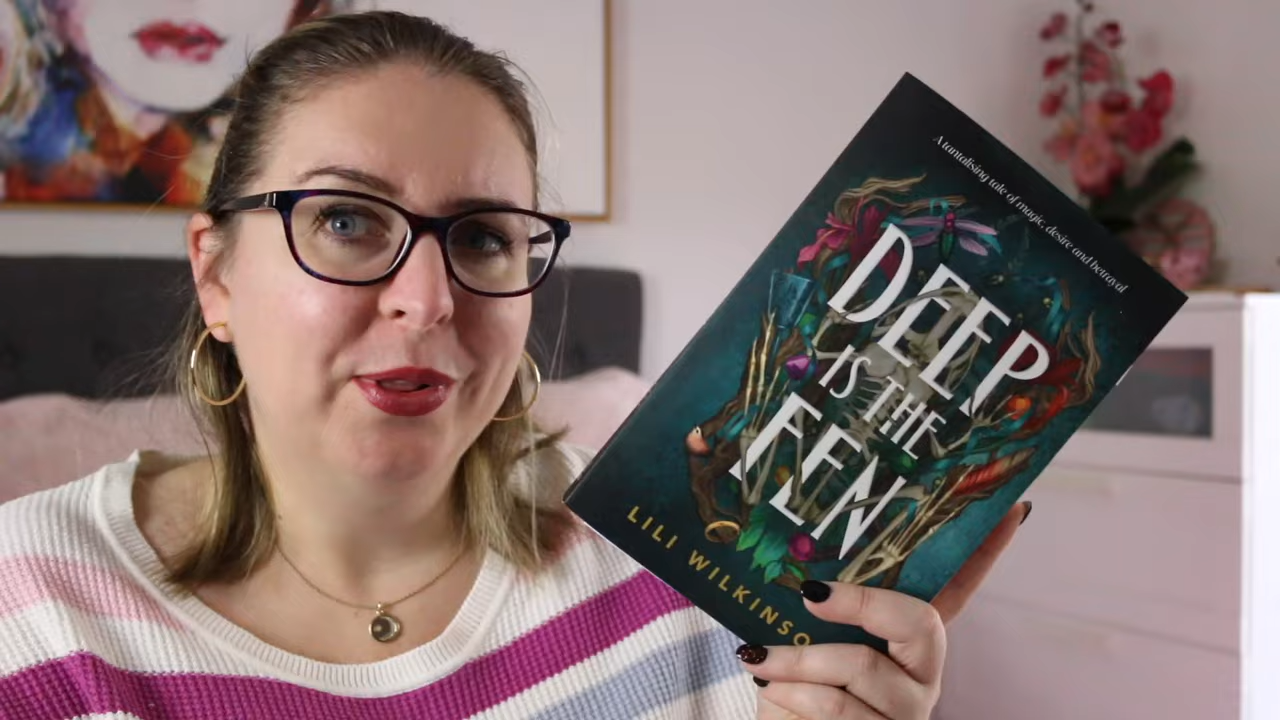 A tantalising tale of magic, desire and betrayal
DEEP
IS THE
FEN
LILI WILKINSO